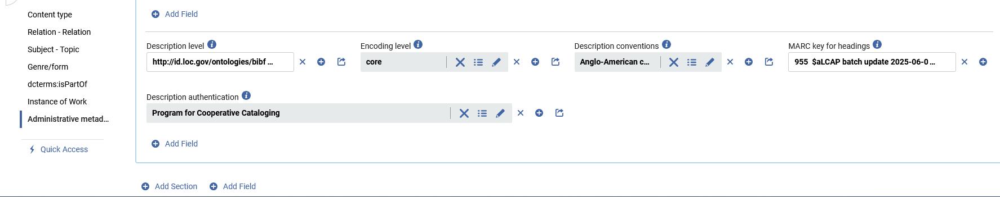 Content type
Relation - Relation
Subject - Topic
Genre/form
dcterms:isPartOf
Instance of Work
Administrative metad...
Quick Access
Add Field
Description level
Encoding level
Description conventions
MARC key for headings
http://id.loc.gov/ontologies/bibf ...
core
Anglo-American c...
955  $aLCAP batch update 2025-06-0 ...
Description authentication
Program for Cooperative Cataloging
Add Field
Add Section
Add Field